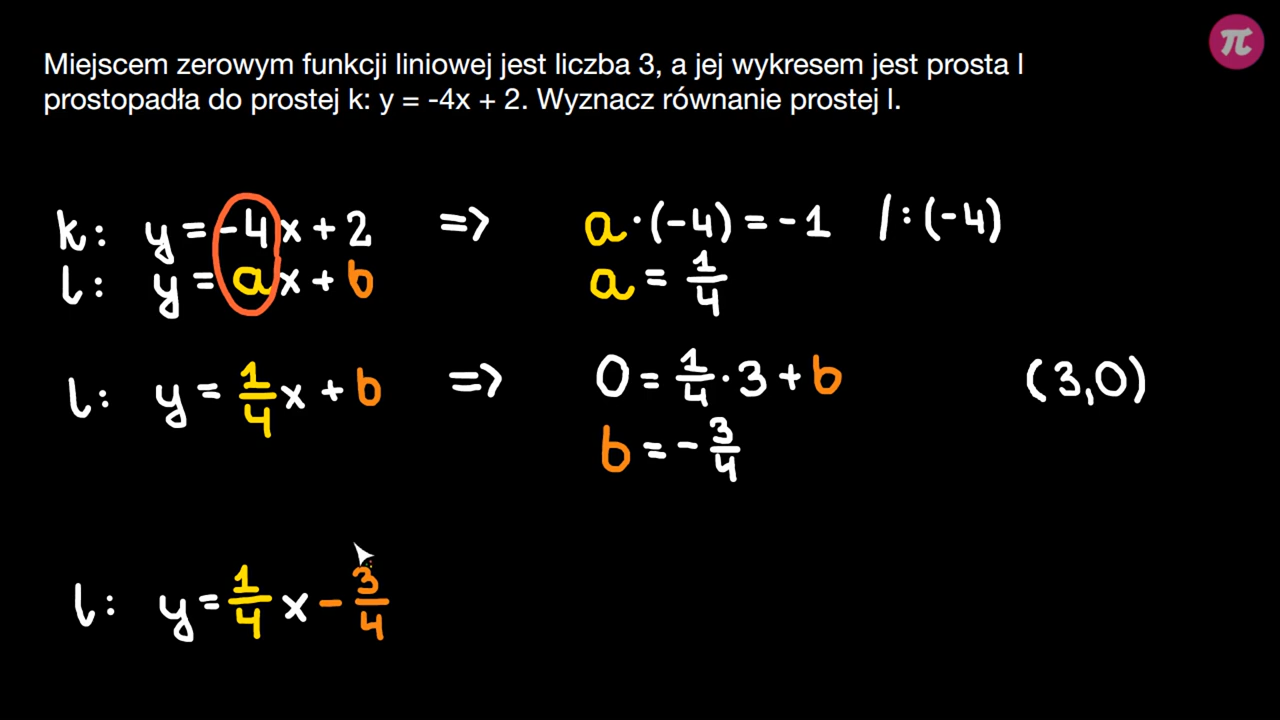 π
Miejscem zerowym funkcji liniowej jest liczba 3, a jej wykresem jest prosta l
prostopadła do prostej k: y = -4x + 2. Wyznacz równanie prostej l.
k: y = -4x + 2 => a · (-4) = -1 /: (-4)
l: y = ax + b a = 1/4
l: y = 1/4 x + b => 0 = 1/4 · 3 + b (3,0)
b = - 3/4
l: y = 1/4 x - 3/4